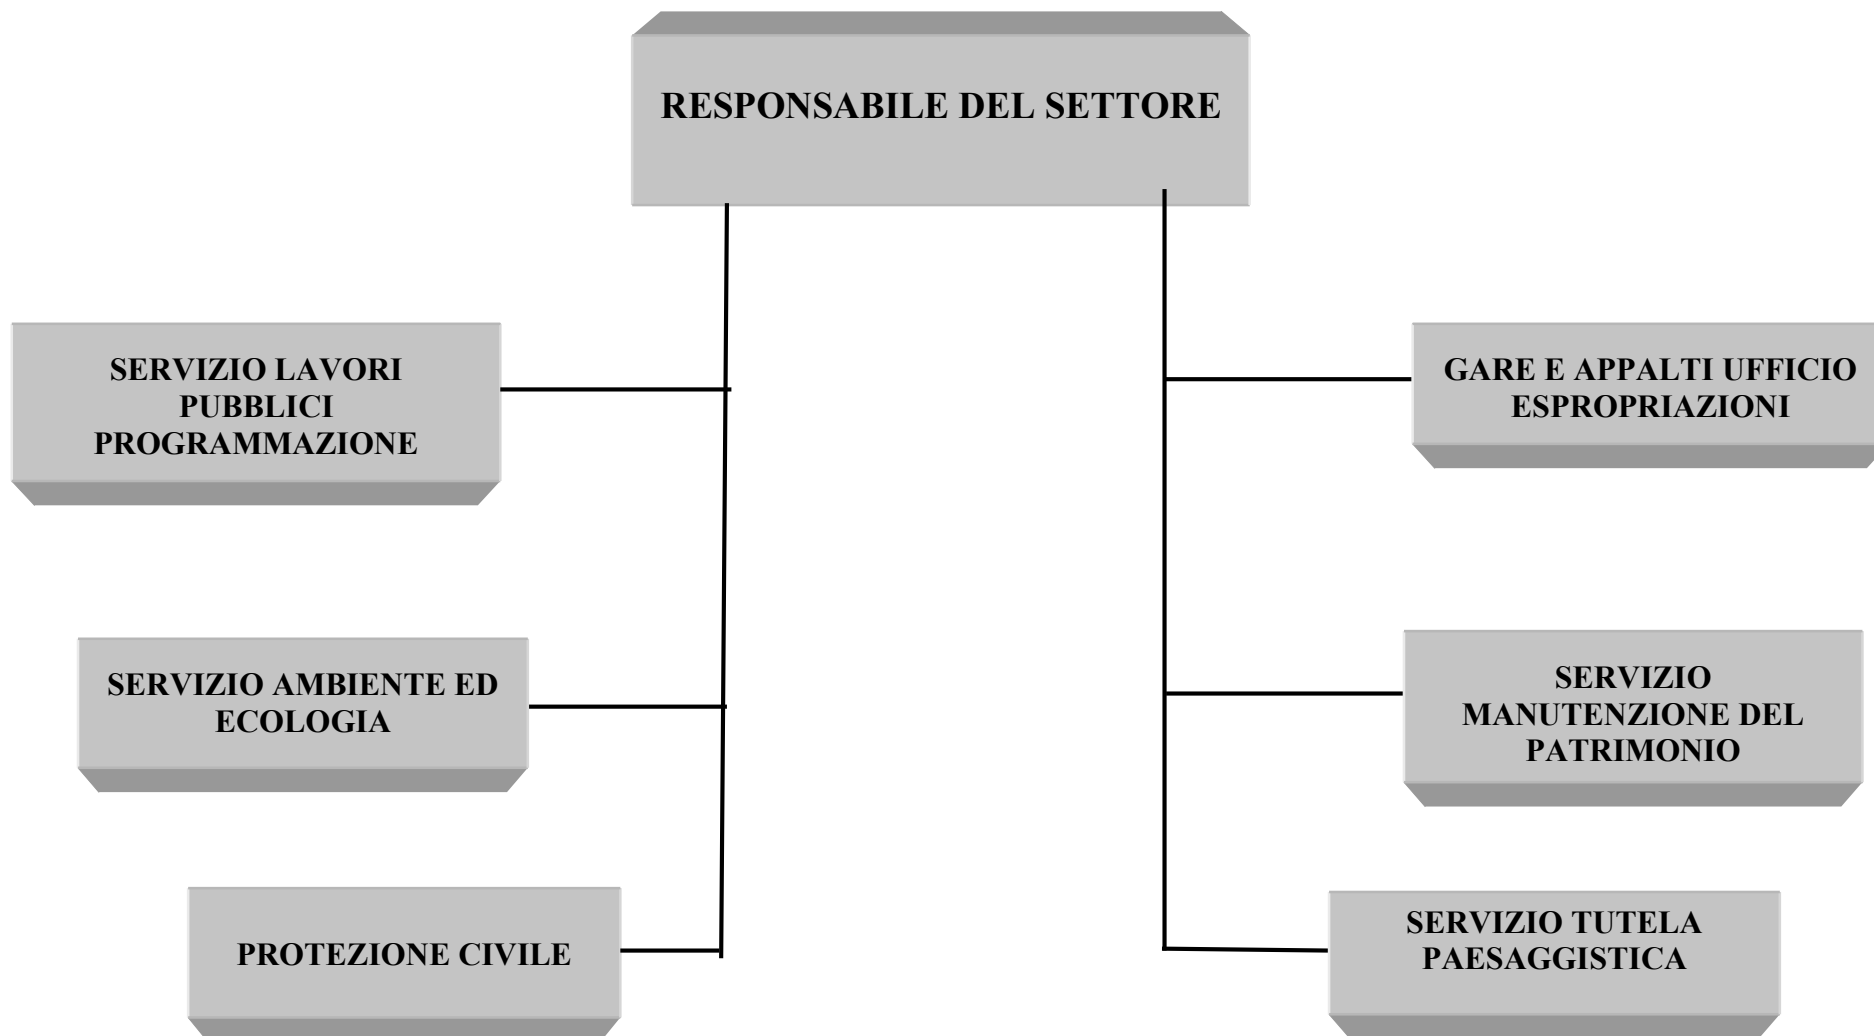 RESPONSABILE DEL SETTORE
SERVIZIO LAVORI
PUBBLICI
PROGRAMMAZIONE
GARE E APPALTI UFFICIO
ESPROPRIAZIONI
SERVIZIO AMBIENTE ED
ECOLOGIA
SERVIZIO
MANUTENZIONE DEL
PATRIMONIO
PROTEZIONE CIVILE
SERVIZIO TUTELA
PAESAGGISTICA